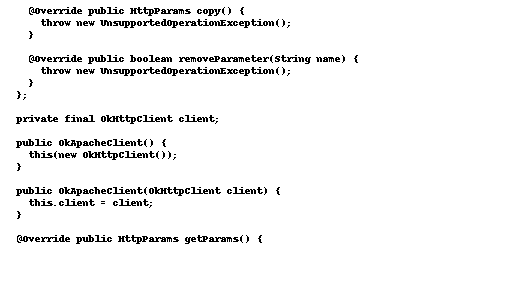 @Override public HttpParams copy() {
throw new UnsupportedOperationException();
}
@Override public boolean removeParameter(String name) {
throw new UnsupportedOperationException();
}
};
private final OkHttpClient client;
public OkApacheClient() {
this(new OkHttpClient());
}
public OkApacheClient(OkHttpClient client) {
this.client = client;
}
@Override public HttpParams getParams() {